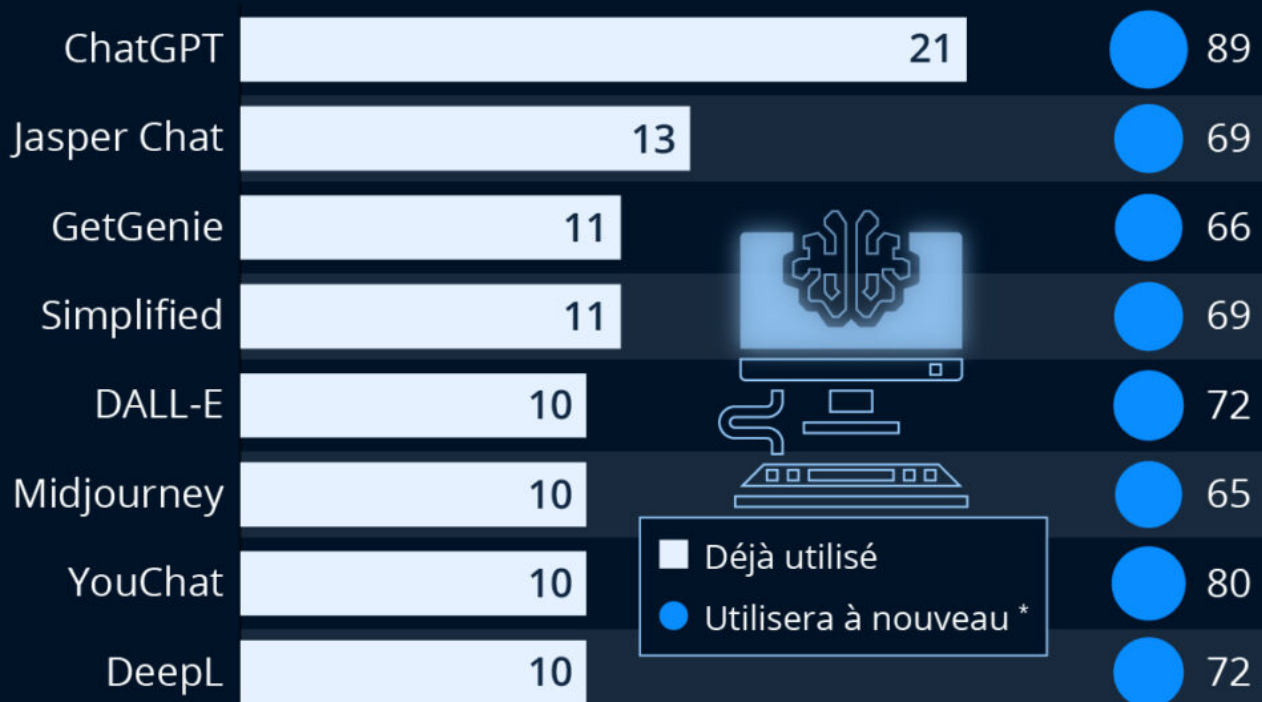 ChatGPT 21 89
Jasper Chat 13 69
GetGenie 11 66
Simplified 11 69
DALL-E 10 72
Midjourney 10 65
YouChat 10 80
DeepL 10 72
Déjà utilisé
Utilisera à nouveau *